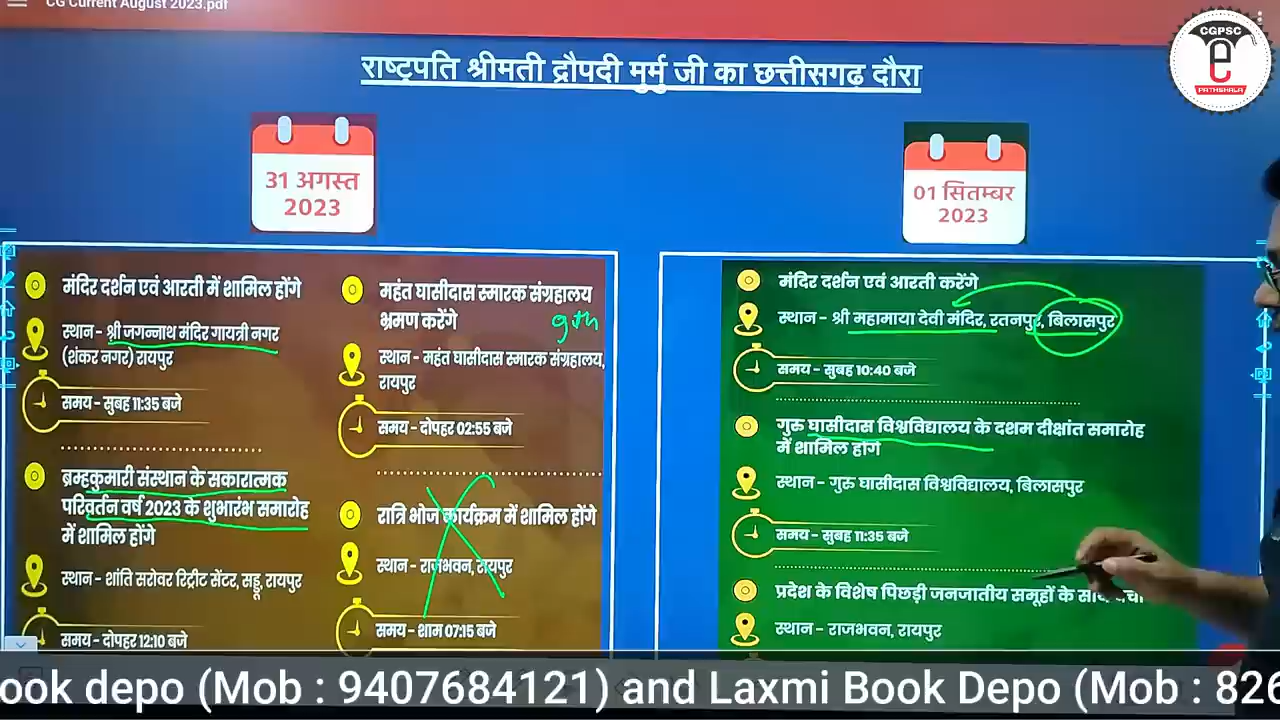 CG Current August 2023.pdf
CGPSC
e
PATHSHALA
राष्ट्रपति श्रीमती द्रौपदी मुर्मु जी का छत्तीसगढ दौरा
31 अगस्त
2023
मंदिर दर्शन एवं आरती में शामिल होंगे
स्थान - श्री जगन्नाथ मंदिर गायत्री नगर
(शंकर नगर) रायपुर
समय - सुबह 11:35 बजे
ब्रम्हकुमारी संस्थान के सकारात्मक
परिवर्तन वर्ष 2023 के शुभारंभ समारोह
में शामिल होंगे
स्थान - शांति सरोवर रिट्रीट सेंटर, सड्डू, रायपुर
समय - दोपहर 12:10 बजे
महंत घासीदास स्मारक संग्रहालय
भ्रमण करेंगे
9th
स्थान - महंत घासीदास स्मारक संग्रहालय,
रायपुर
समय - दोपहर 02:55 बजे
रात्रि भोज कार्यक्रम में शामिल होंगे
स्थान - राजभवन, रायपुर
समय - शाम 07:15 बजे
01 सितम्बर
2023
मंदिर दर्शन एवं आरती करेंगे
स्थान - श्री महामाया देवी मंदिर, रतनपुर, बिलासपुर
समय - सुबह 10:40 बजे
गुरु घासीदास विश्वविद्यालय के दशम दीक्षांत समारोह
में शामिल होंगे
स्थान - गुरु घासीदास विश्वविद्यालय, बिलासपुर
समय - सुबह 11:35 बजे
प्रदेश के विशेष पिछड़ी जनजातीय समूहों के साथ
स्थान - राजभवन, रायपुर
ook depo (Mob : 9407684121) and Laxmi Book Depo (Mob : 826